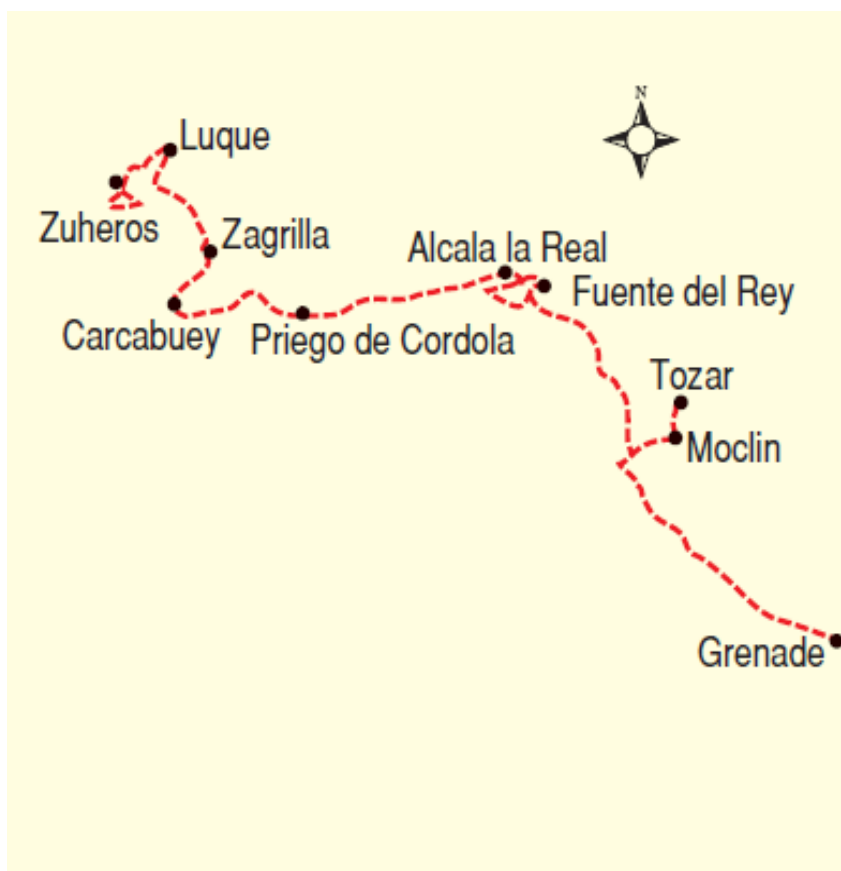 N
Luque
Zuheros
Zagrilla
Alcala la Real
Fuente del Rey
Carcabuey
Priego de Cordola
Tozar
Moclin
Grenade